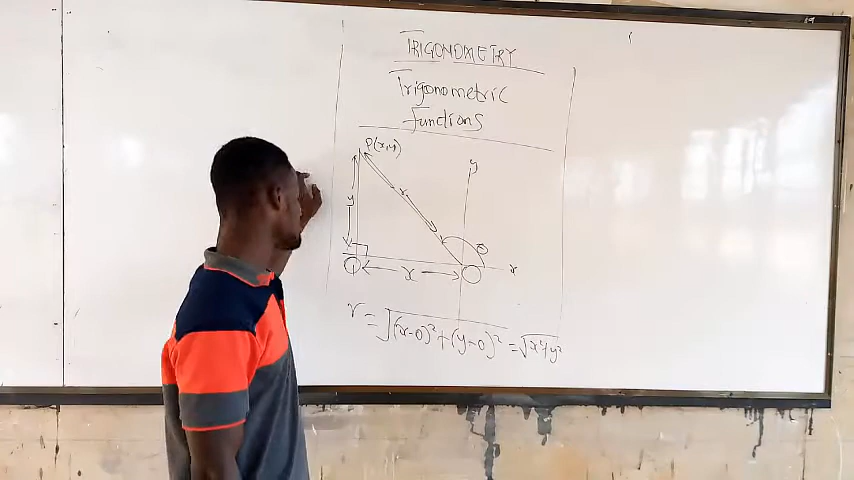 TRIGONOMETRY
Trigonometric
Functions
P(x,y)
y
y
r
θ
x
Q
x
O
r = √(x-0)² + (y-0)² = √x²+y²